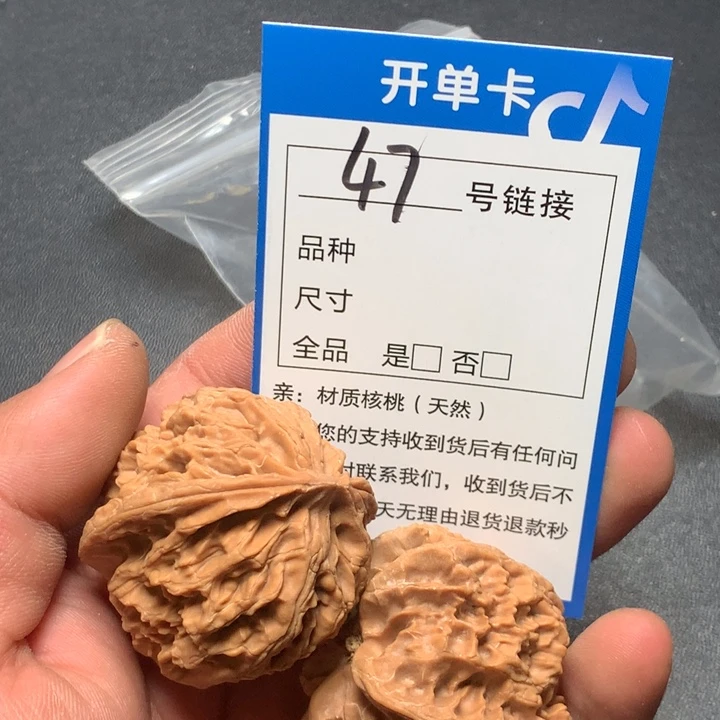 开单卡
47号链接
品种
尺寸
全品 是□ 否□
亲：材质核桃（天然）
您的支持收到货后有任何问
时联系我们，收到货后不
天无理由退货退款秒